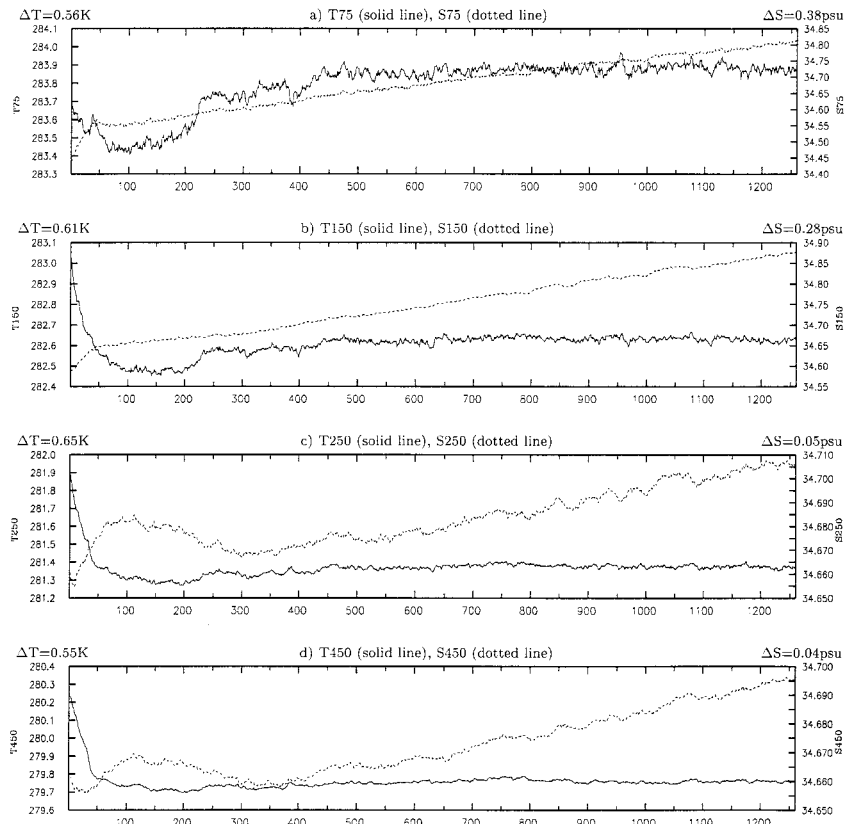 ΔT=0.56K a) T75 (solid line), S75 (dotted line) ΔS=0.38psu
284.1 34.85
284.0 34.80
283.9 34.75
283.8 34.70
283.7 34.65
283.6 34.60
283.5 34.55
283.4 34.50
283.3 34.45
34.40
T75
S75
100 200 300 400 500 600 700 800 900 1000 1100 1200
ΔT=0.61K b) T150 (solid line), S150 (dotted line) ΔS=0.28psu
283.1 34.90
283.0 34.85
282.9 34.80
282.8 34.75
282.7 34.70
282.6 34.65
282.5 34.60
282.4 34.55
T150
S150
100 200 300 400 500 600 700 800 900 1000 1100 1200
ΔT=0.65K c) T250 (solid line), S250 (dotted line) ΔS=0.05psu
282.0 34.710
281.9 34.700
281.8 34.690
281.7 34.680
281.6 34.670
281.5 34.660
281.4 34.650
281.3
281.2
T250
S250
100 200 300 400 500 600 700 800 900 1000 1100 1200
ΔT=0.55K d) T450 (solid line), S450 (dotted line) ΔS=0.04psu
280.4 34.700
280.3 34.690
280.2 34.680
280.1 34.670
280.0 34.660
279.9 34.650
279.8
279.7
279.6
T450
S450
100 200 300 400 500 600 700 800 900 1000 1100 1200